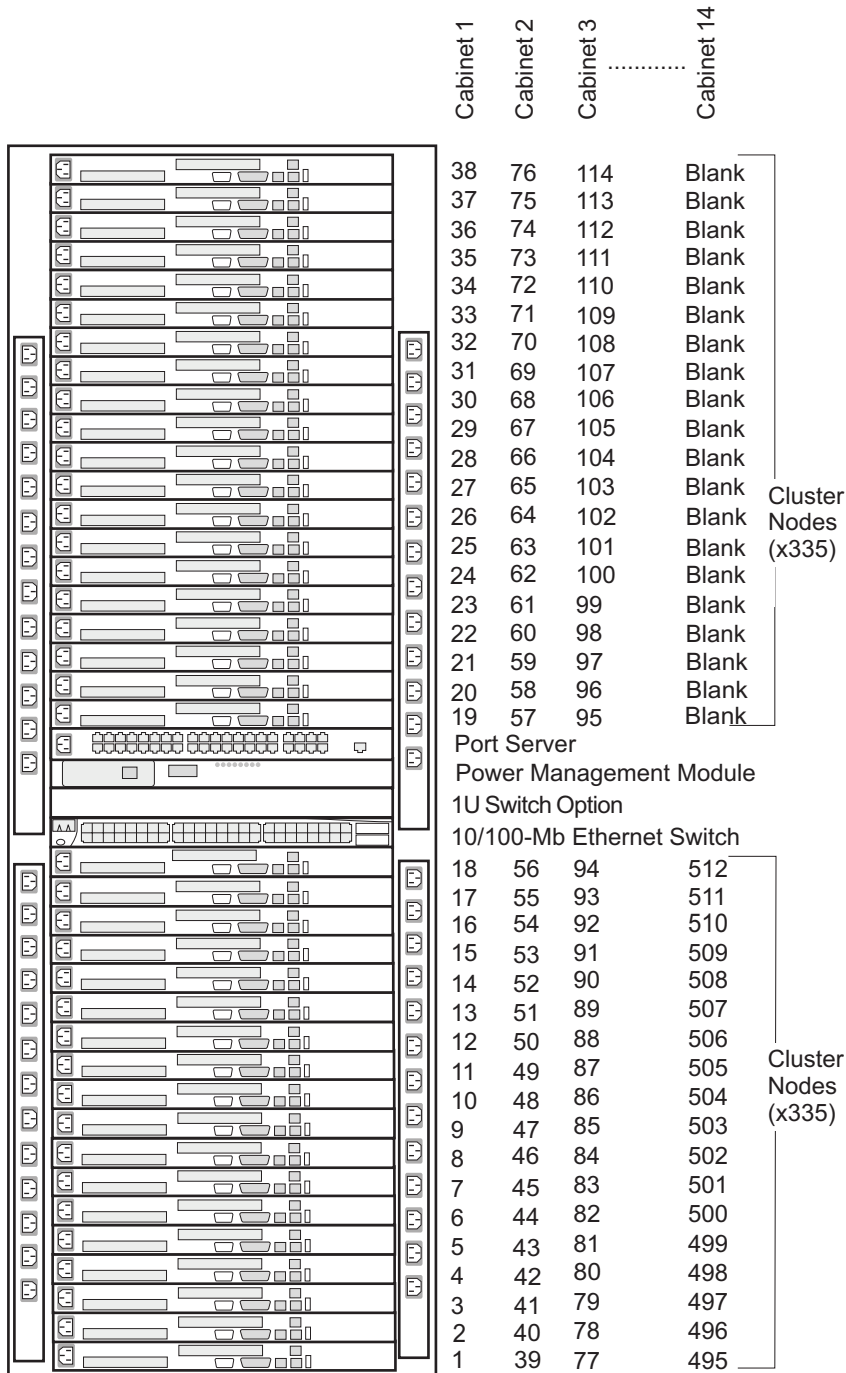 Cabinet 1 Cabinet 2 Cabinet 3 ............ Cabinet 14
38 76 114 Blank
37 75 113 Blank
36 74 112 Blank
35 73 111 Blank
34 72 110 Blank
33 71 109 Blank
32 70 108 Blank
31 69 107 Blank
30 68 106 Blank
29 67 105 Blank
28 66 104 Blank
27 65 103 Blank
26 64 102 Blank
25 63 101 Blank
24 62 100 Blank
23 61 99 Blank
22 60 98 Blank
21 59 97 Blank
20 58 96 Blank
19 57 95 Blank
Cluster
Nodes
(x335)
Port Server
Power Management Module
1U Switch Option
10/100-Mb Ethernet Switch
18 56 94 512
17 55 93 511
16 54 92 510
15 53 91 509
14 52 90 508
13 51 89 507
12 50 88 506
11 49 87 505
10 48 86 504
9 47 85 503
8 46 84 502
7 45 83 501
6 44 82 500
5 43 81 499
4 42 80 498
3 41 79 497
2 40 78 496
1 39 77 495
Cluster
Nodes
(x335)